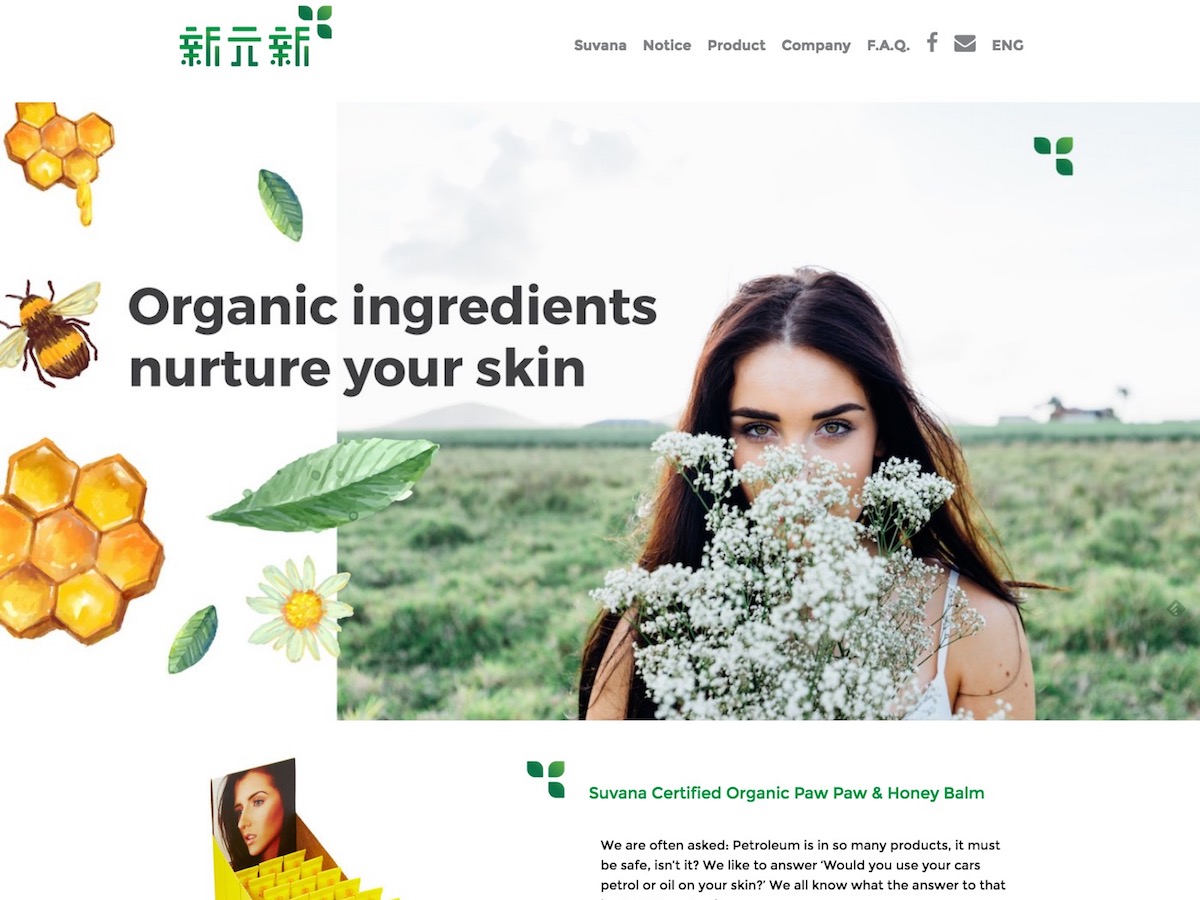 新元新
Suvana Notice Product Company F.A.Q. ENG
Organic ingredients
nurture your skin
Suvana Certified Organic Paw Paw & Honey Balm
We are often asked: Petroleum is in so many products, it must
be safe, isn’t it? We like to answer ‘Would you use your cars
petrol or oil on your skin?’ We all know what the answer to that